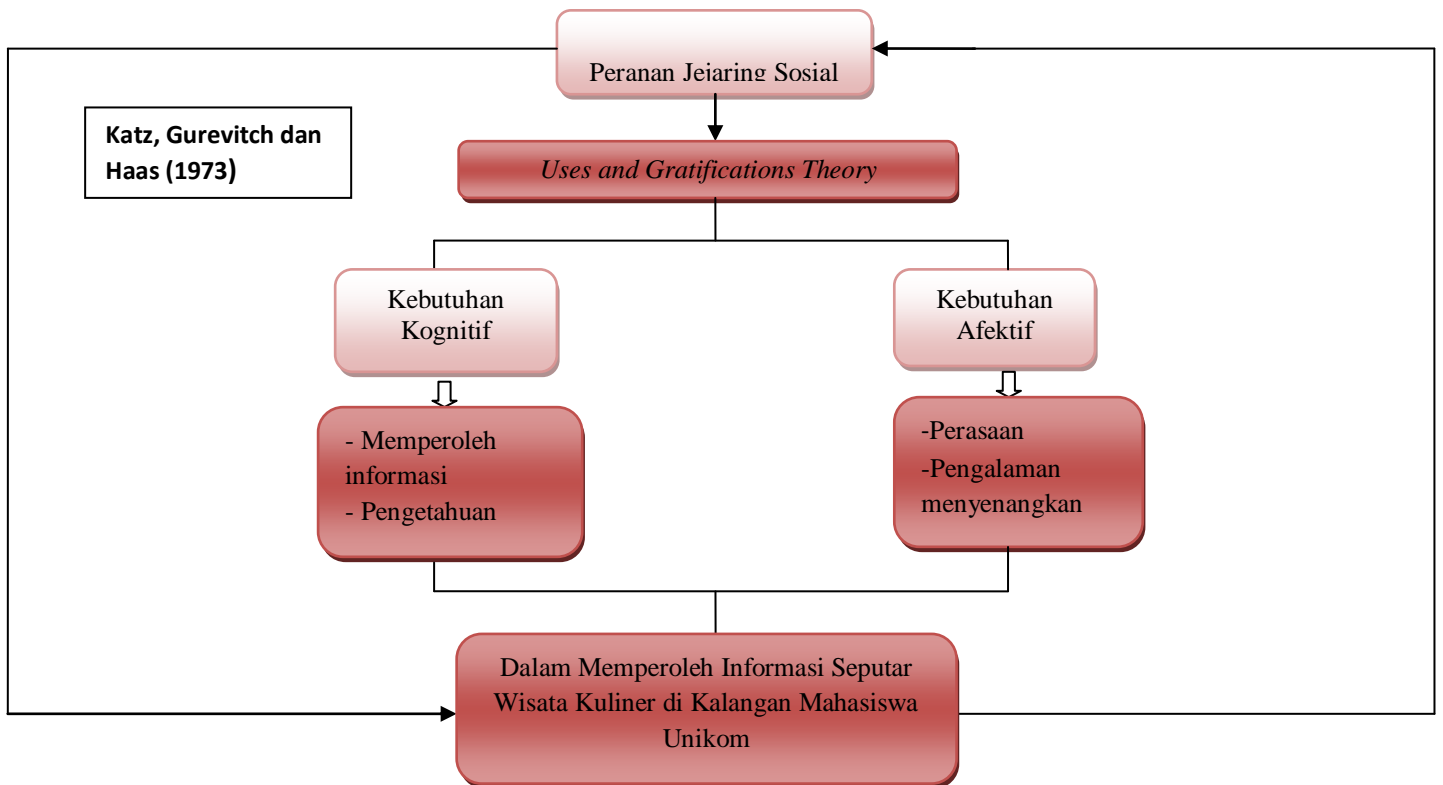 Peranan Jejaring Sosial
Katz, Gurevitch dan
Haas (1973)
Uses and Gratifications Theory
Kebutuhan
Kognitif
Kebutuhan
Afektif
- Memperoleh
informasi
- Pengetahuan
-Perasaan
-Pengalaman
menyenangkan
Dalam Memperoleh Informasi Seputar
Wisata Kuliner di Kalangan Mahasiswa
Unikom